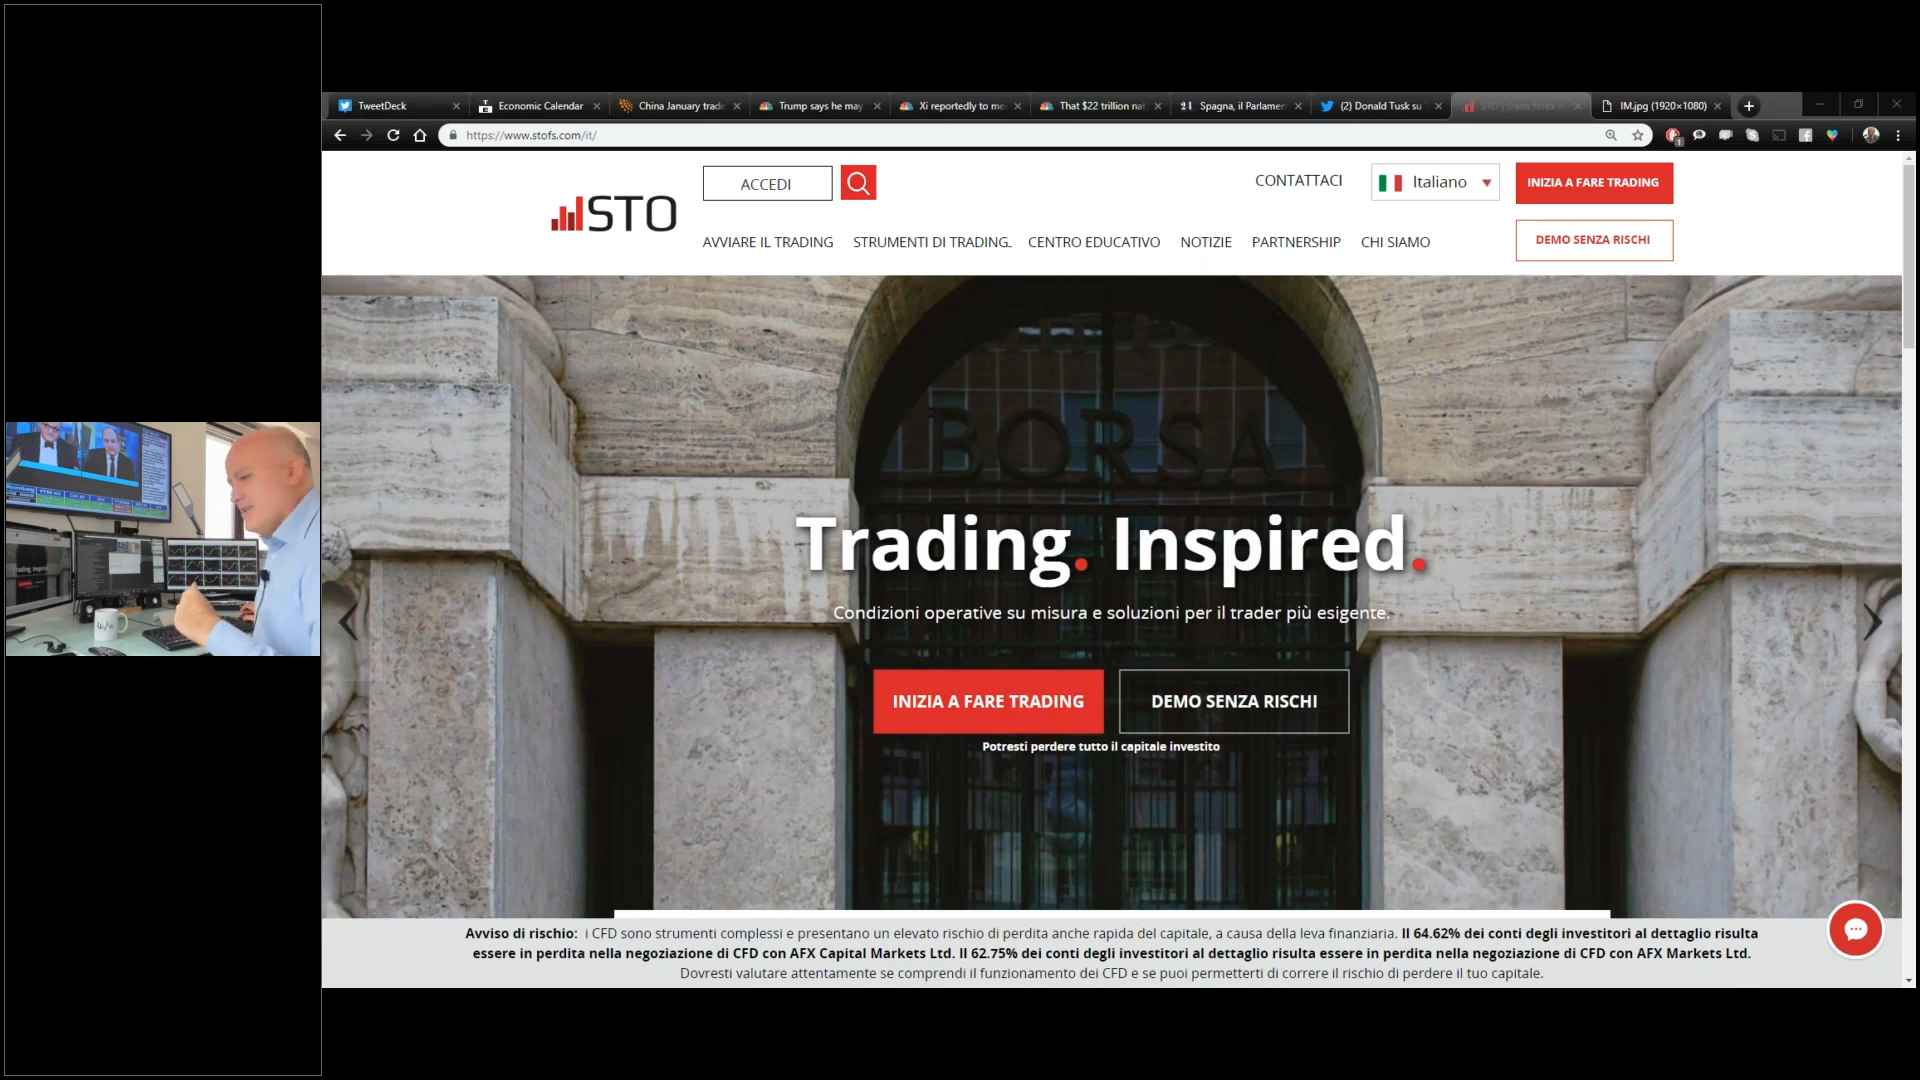 TweetDeck
Economic Calendar
China January trade
Trump says he may
Xi reportedly to me
That $22 trillion nat
Spagna, il Parlamen
(2) Donald Tusk su
STO | Trada forex
IM.jpg (1920×1080)
https://www.stofs.com/it/
STO
ACCEDI
CONTATTACI
Italiano
INIZIA A FARE TRADING
AVVIARE IL TRADING
STRUMENTI DI TRADING.
CENTRO EDUCATIVO
NOTIZIE
PARTNERSHIP
CHI SIAMO
DEMO SENZA RISCHI
BORSA
Trading. Inspired.
Condizioni operative su misura e soluzioni per il trader più esigente.
INIZIA A FARE TRADING
DEMO SENZA RISCHI
Potresti perdere tutto il capitale investito
Avviso di rischio: i CFD sono strumenti complessi e presentano un elevato rischio di perdita anche rapida del capitale, a causa della leva finanziaria. Il 64.62% dei conti degli investitori al dettaglio risulta
essere in perdita nella negoziazione di CFD con AFX Capital Markets Ltd. Il 62.75% dei conti degli investitori al dettaglio risulta essere in perdita nella negoziazione di CFD con AFX Markets Ltd.
Dovresti valutare attentamente se comprendi il funzionamento dei CFD e se puoi permetterti di correre il rischio di perdere il tuo capitale.